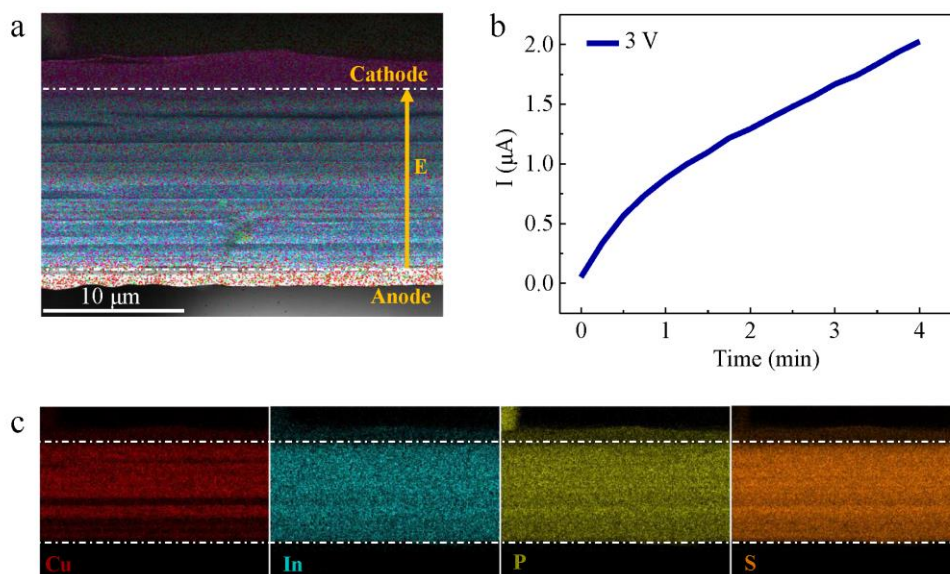 a
Cathode
E
Anode
10 μm
b
3 V
2.0
1.5
1.0
0.5
0.0
I (μA)
0
1
2
3
4
Time (min)
c
Cu
In
P
S